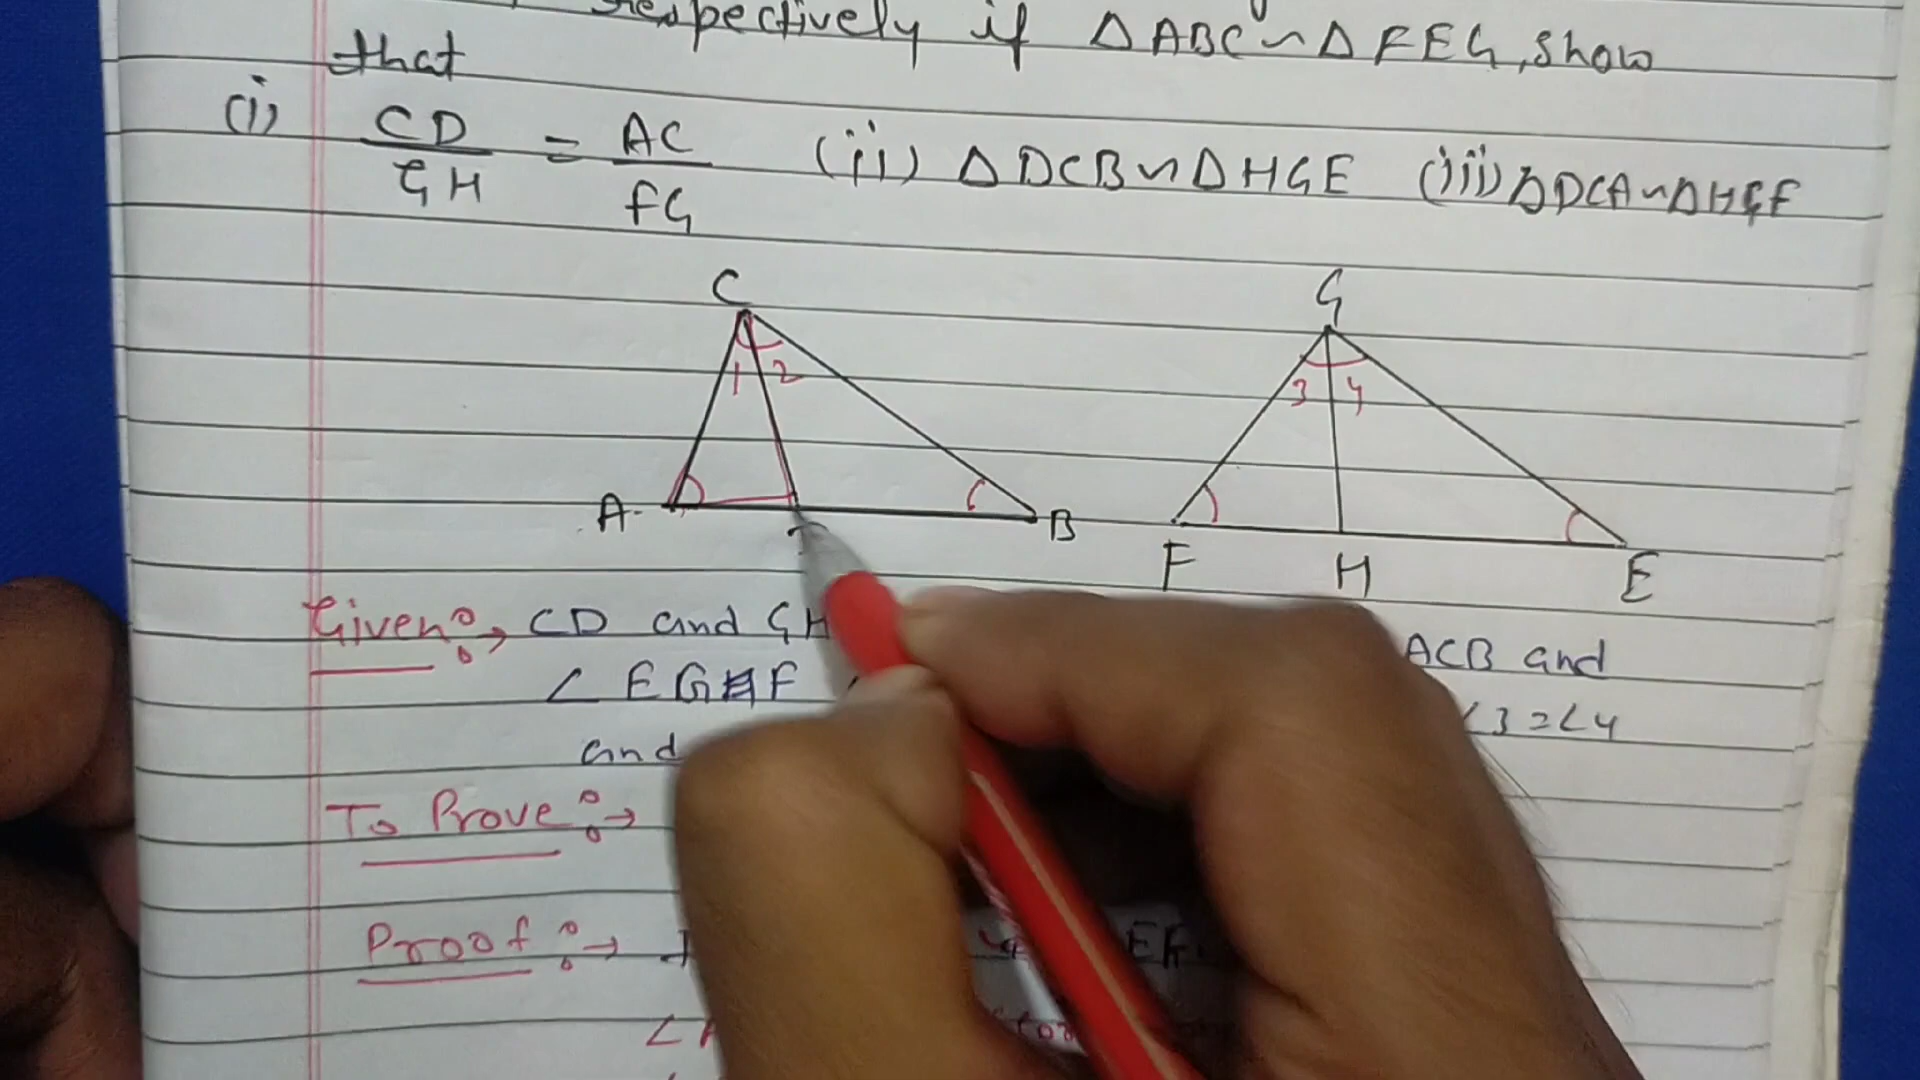 respectively if △ABC ~ △FEG, show
that
(i) CD/GH = AC/FG (ii) △DCB ~ △HGE (iii) △DCA ~ △HGF
C G
1 2 3 4
A B F H E
Given:→ CD and GH ACB and
∠EGF ∠3=∠4
and
To Prove:→
Proof:→
∠